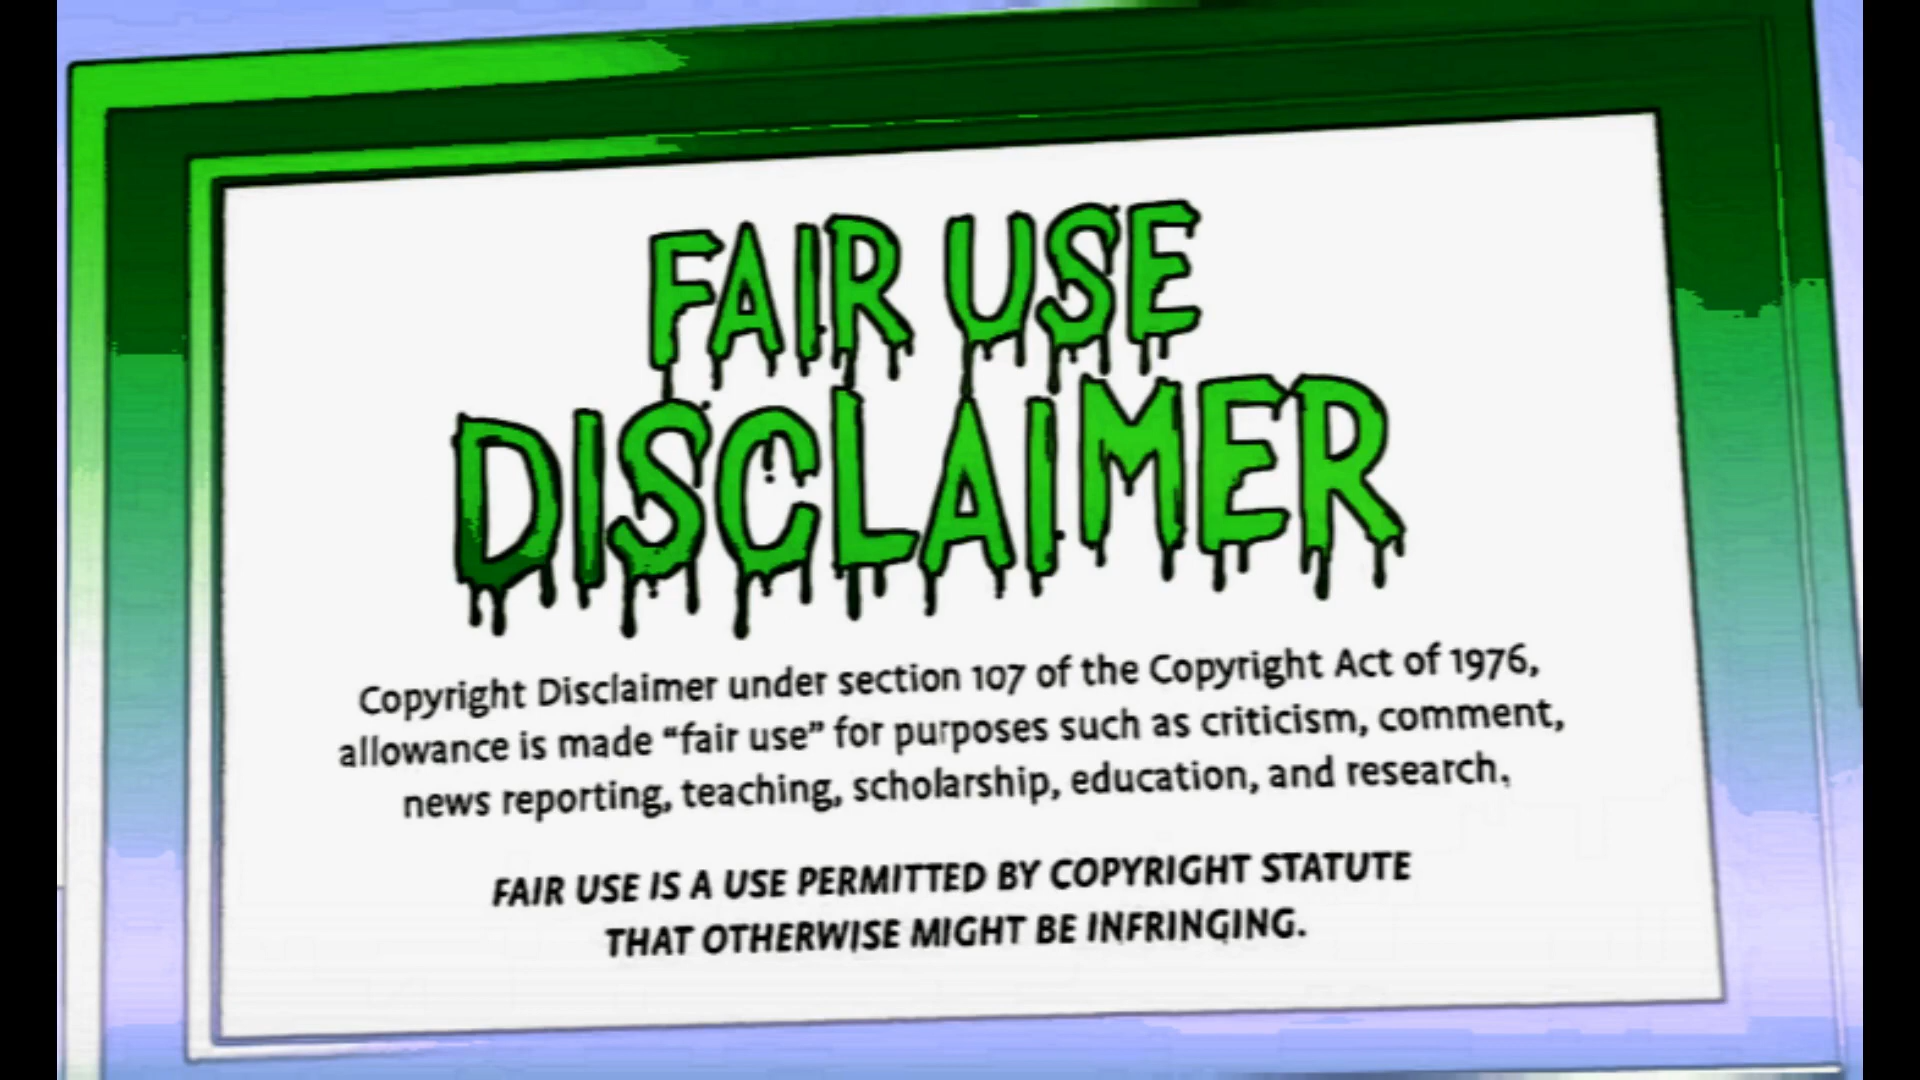 FAIR USE
DISCLAIMER
Copyright Disclaimer under section 107 of the Copyright Act of 1976,
allowance is made “fair use” for purposes such as criticism, comment,
news reporting, teaching, scholarship, education, and research.
FAIR USE IS A USE PERMITTED BY COPYRIGHT STATUTE
THAT OTHERWISE MIGHT BE INFRINGING.